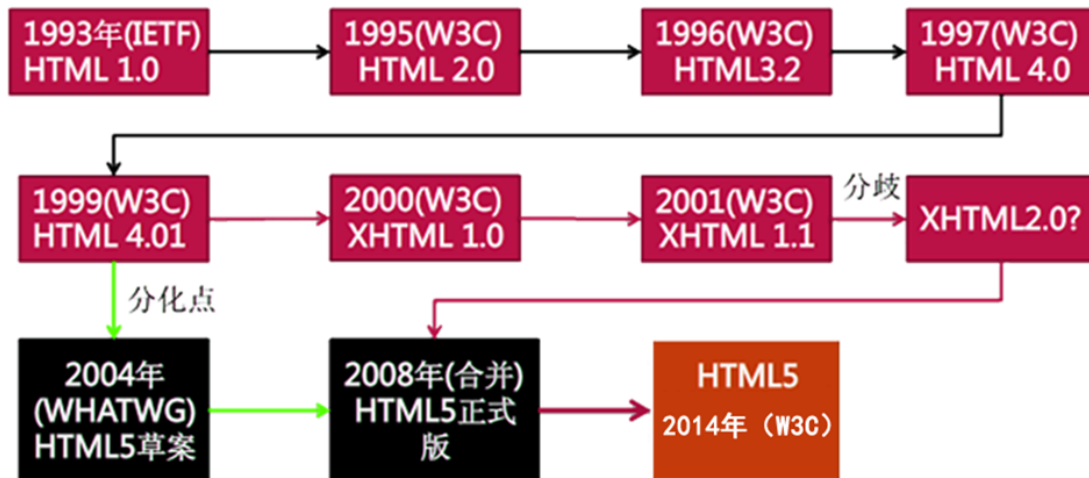 1993年(IETF)
HTML 1.0
1995(W3C)
HTML 2.0
1996(W3C)
HTML3.2
1997(W3C)
HTML 4.0
1999(W3C)
HTML 4.01
2000(W3C)
XHTML 1.0
2001(W3C)
XHTML 1.1
分歧
XHTML2.0?
分化点
2004年
(WHATWG)
HTML5草案
2008年(合并)
HTML5正式
版
HTML5
2014年（W3C）